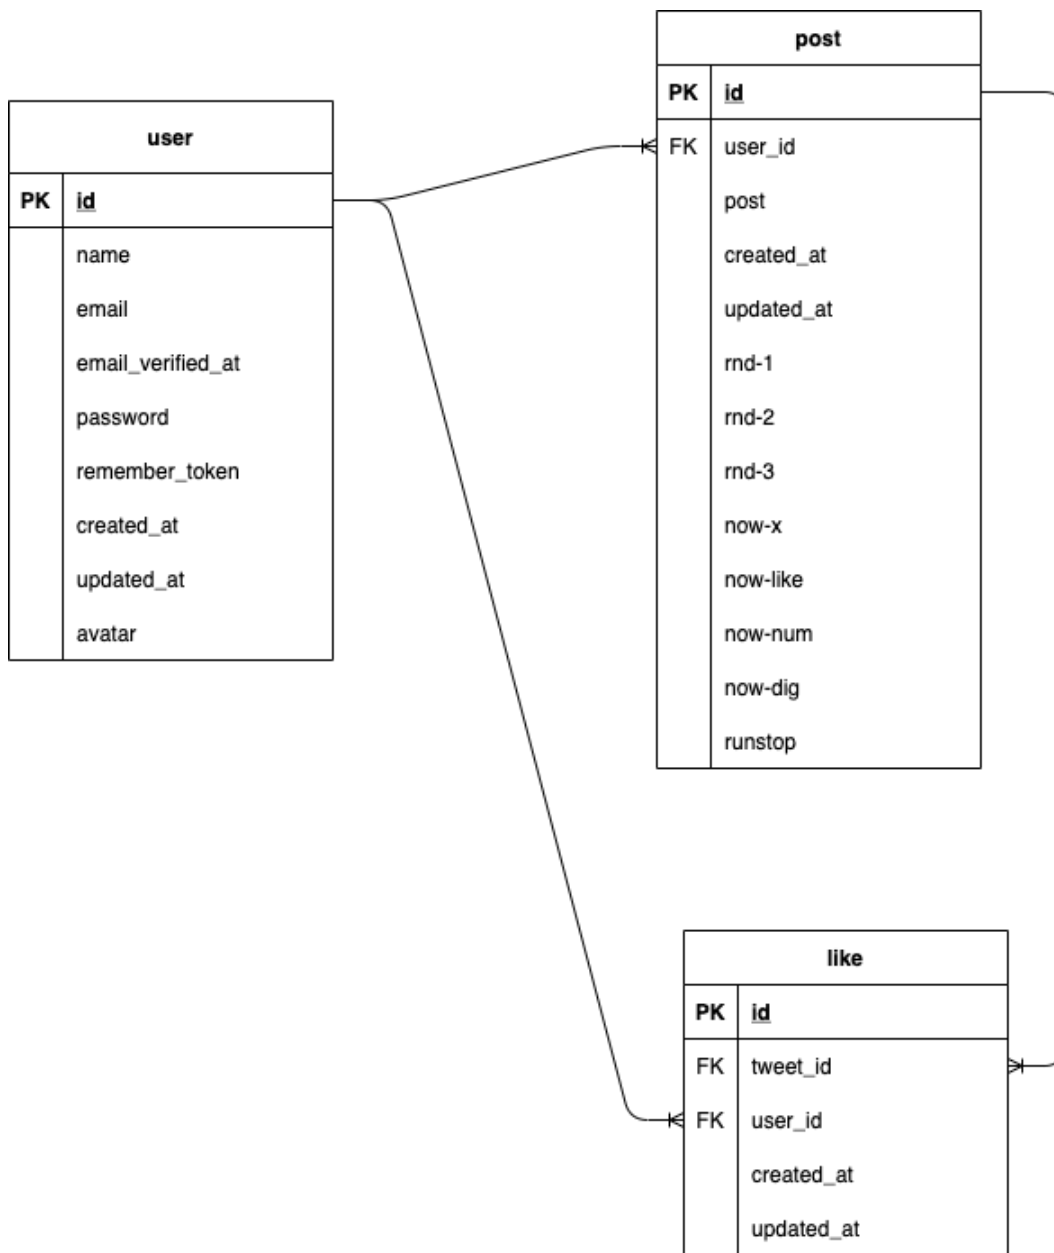 user
PK id
name
email
email_verified_at
password
remember_token
created_at
updated_at
avatar
post
PK id
FK user_id
post
created_at
updated_at
rnd-1
rnd-2
rnd-3
now-x
now-like
now-num
now-dig
runstop
like
PK id
FK tweet_id
FK user_id
created_at
updated_at